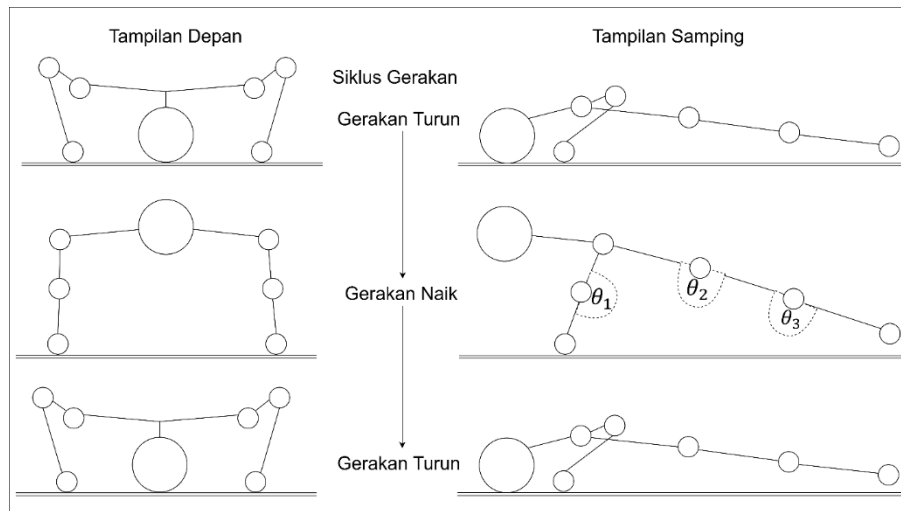 Tampilan Depan
Tampilan Samping
Siklus Gerakan
Gerakan Turun
Gerakan Naik
θ₁
θ₂
θ₃
Gerakan Turun